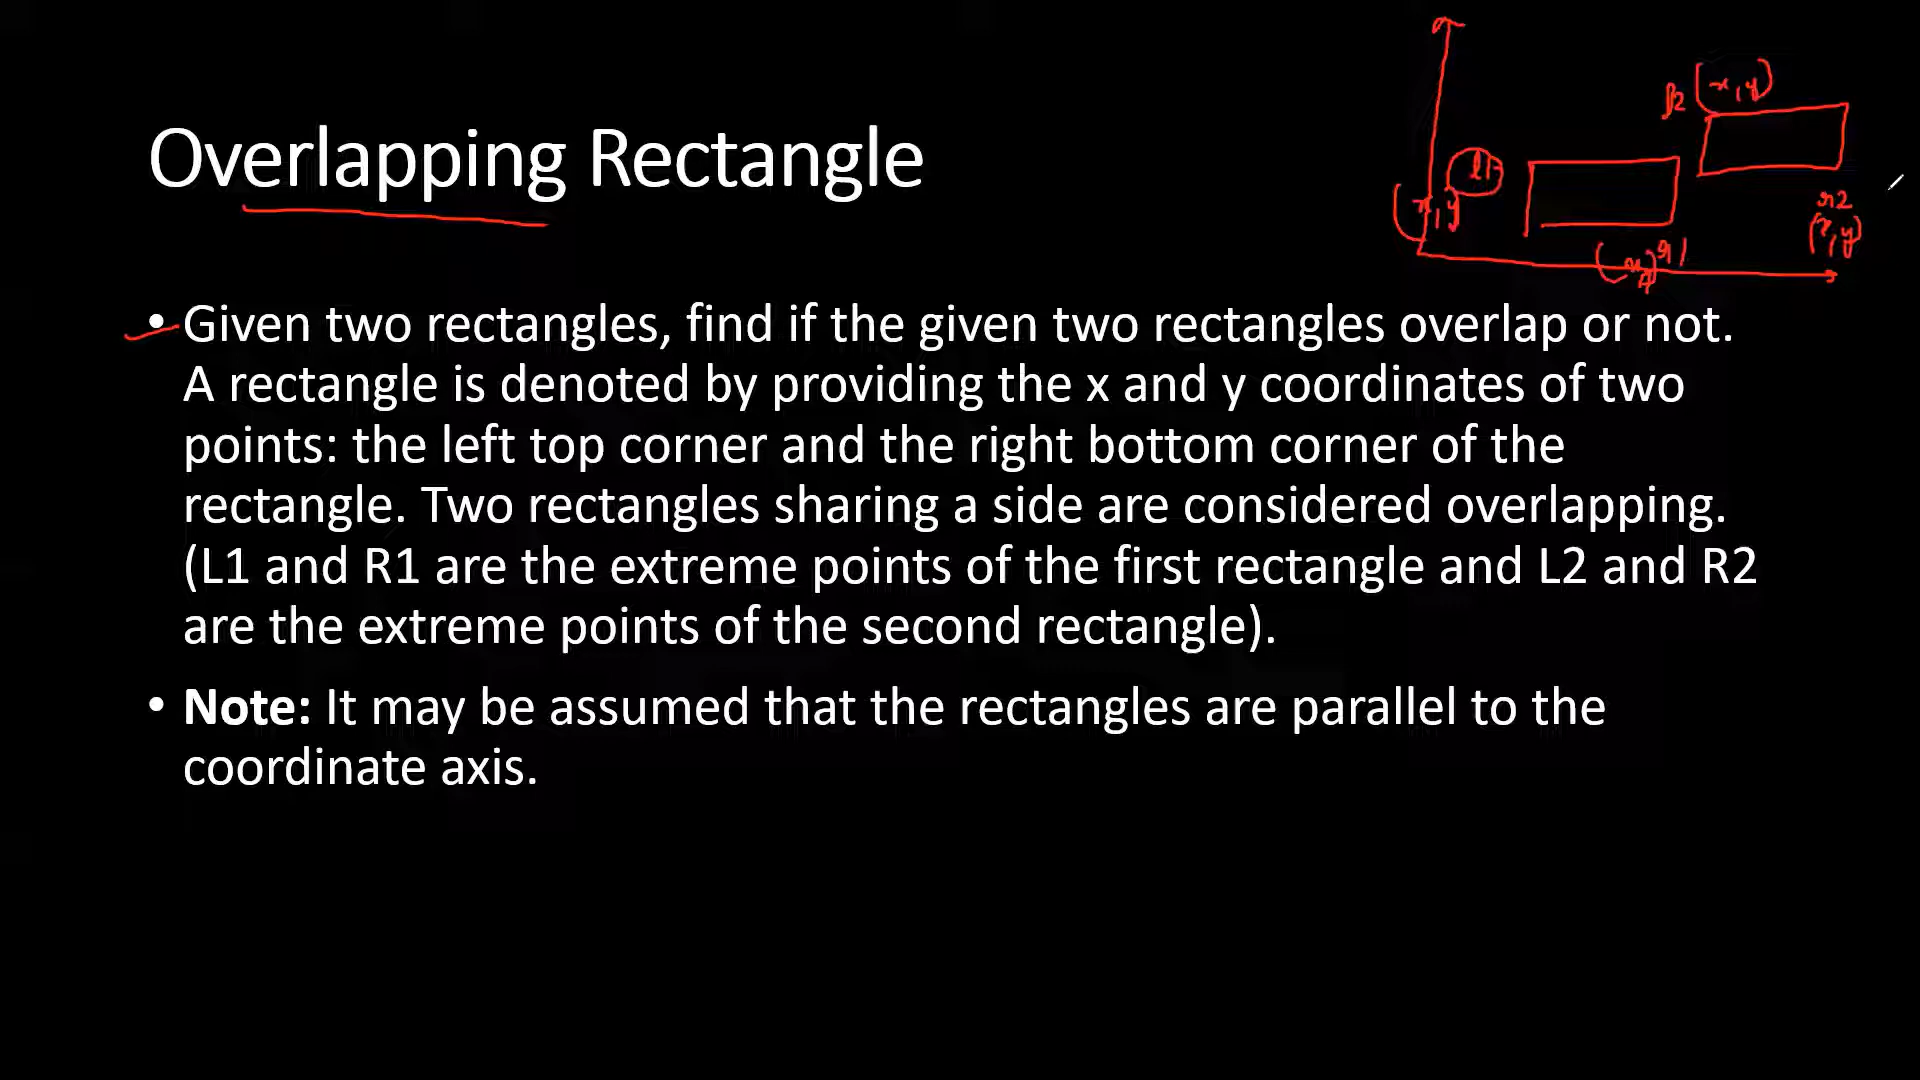 Overlapping Rectangle
l2 (x,y)
l1
(x,y)
r2
(x,y)
(x,y) r1
• Given two rectangles, find if the given two rectangles overlap or not.
A rectangle is denoted by providing the x and y coordinates of two
points: the left top corner and the right bottom corner of the
rectangle. Two rectangles sharing a side are considered overlapping.
(L1 and R1 are the extreme points of the first rectangle and L2 and R2
are the extreme points of the second rectangle).
• Note: It may be assumed that the rectangles are parallel to the
coordinate axis.